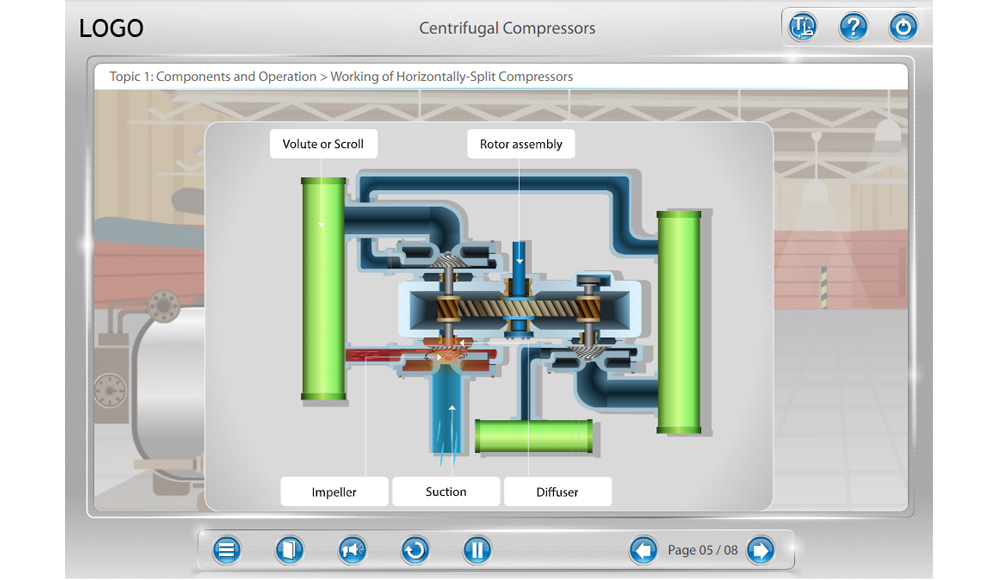 LOGO
Centrifugal Compressors
?
Topic 1: Components and Operation > Working of Horizontally-Split Compressors
Volute or Scroll
Rotor assembly
Impeller
Suction
Diffuser
Page 05 / 08